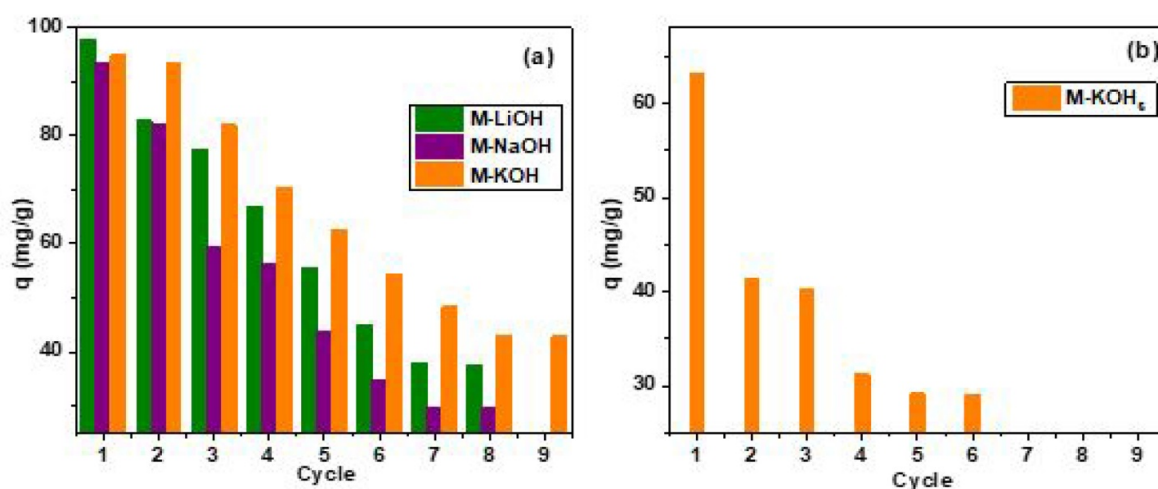 (a)
M-LiOH
M-NaOH
M-KOH
q (mg/g)
100
80
60
40
1 2 3 4 5 6 7 8 9
Cycle
(b)
M-KOHs
q (mg/g)
60
50
40
30
1 2 3 4 5 6 7 8 9
Cycle